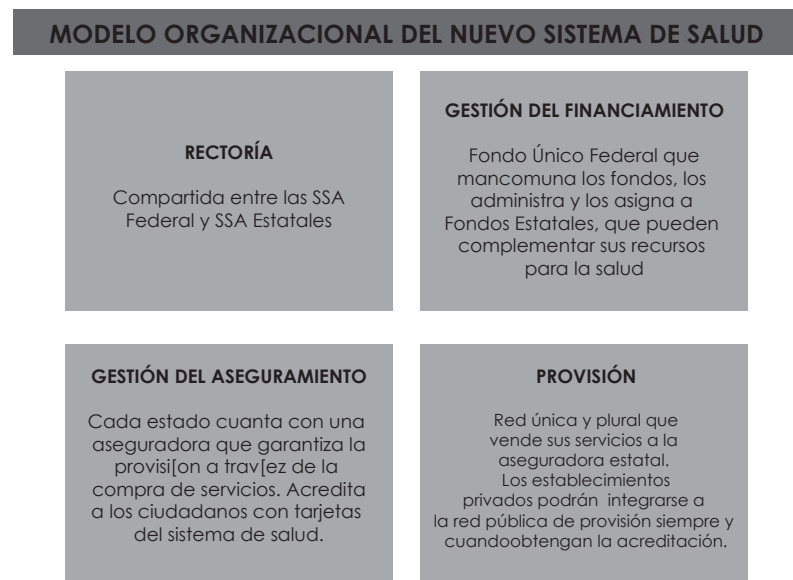 MODELO ORGANIZACIONAL DEL NUEVO SISTEMA DE SALUD
RECTORÍA
Compartida entre las SSA
Federal y SSA Estatales
GESTIÓN DEL FINANCIAMIENTO
Fondo Único Federal que
mancomuna los fondos, los
administra y los asigna a
Fondos Estatales, que pueden
complementar sus recursos
para la salud
GESTIÓN DEL ASEGURAMIENTO
Cada estado cuanta con una
aseguradora que garantiza la
provisi[on a trav[ez de la
compra de servicios. Acredita
a los ciudadanos con tarjetas
del sistema de salud.
PROVISIÓN
Red única y plural que
vende sus servicios a la
aseguradora estatal.
Los establecimientos
privados podrán  integrarse a
la red pública de provisión siempre y
cuandoobtengan la acreditación.